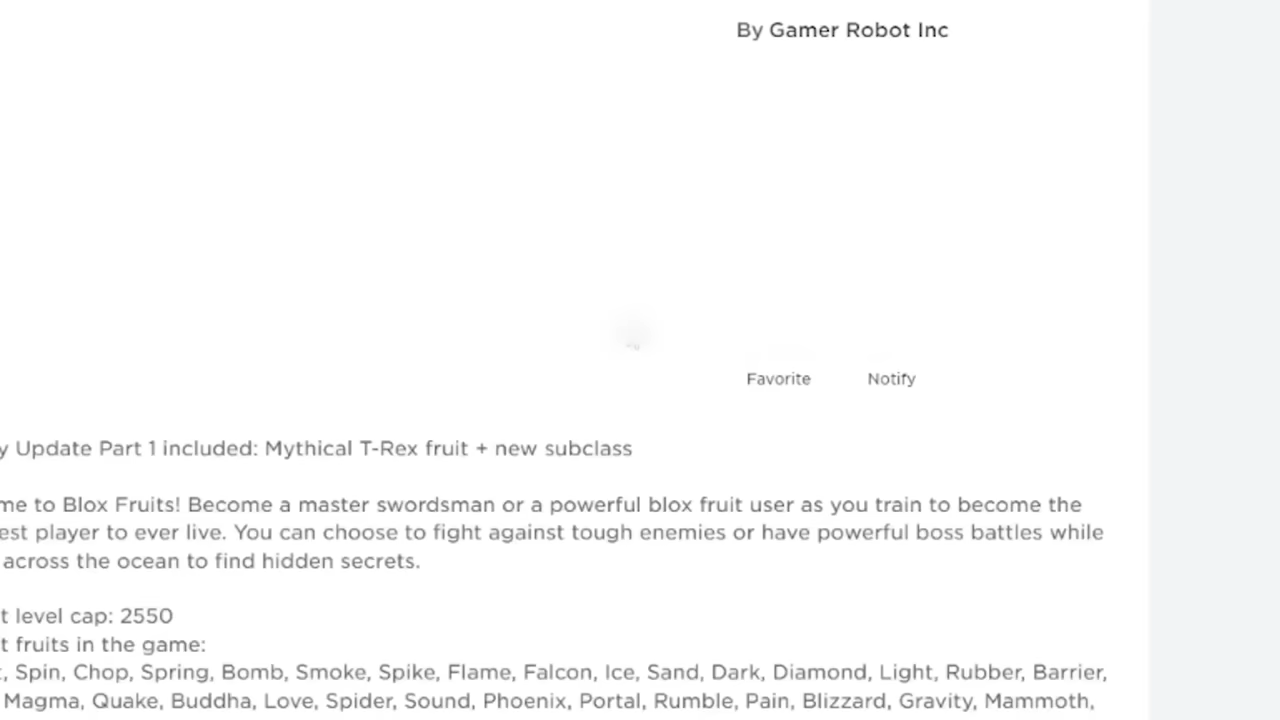 By Gamer Robot Inc
Favorite Notify
y Update Part 1 included: Mythical T-Rex fruit + new subclass
me to Blox Fruits! Become a master swordsman or a powerful blox fruit user as you train to become the
est player to ever live. You can choose to fight against tough enemies or have powerful boss battles while
across the ocean to find hidden secrets.
t level cap: 2550
t fruits in the game:
, Spin, Chop, Spring, Bomb, Smoke, Spike, Flame, Falcon, Ice, Sand, Dark, Diamond, Light, Rubber, Barrier,
Magma, Quake, Buddha, Love, Spider, Sound, Phoenix, Portal, Rumble, Pain, Blizzard, Gravity, Mammoth,